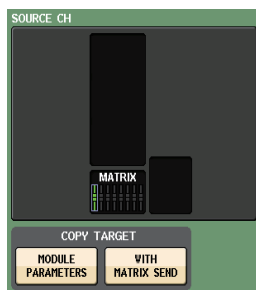 SOURCE CH
MATRIX
COPY TARGET
MODULE
PARAMETERS
WITH
MATRIX SEND